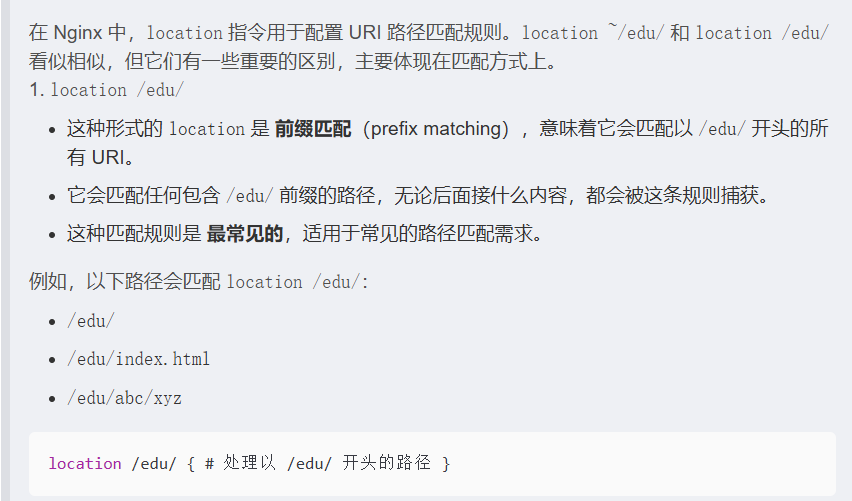 在 Nginx 中，location 指令用于配置 URI 路径匹配规则。location ~/edu/ 和 location /edu/
看似相似，但它们有一些重要的区别，主要体现在匹配方式上。
1. location /edu/
• 这种形式的 location 是 前缀匹配（prefix matching），意味着它会匹配以 /edu/ 开头的所
有 URI。
• 它会匹配任何包含 /edu/ 前缀的路径，无论后面接什么内容，都会被这条规则捕获。
• 这种匹配规则是 最常见的，适用于常见的路径匹配需求。
例如，以下路径会匹配 location /edu/：
• /edu/
• /edu/index.html
• /edu/abc/xyz
location /edu/ { # 处理以 /edu/ 开头的路径 }